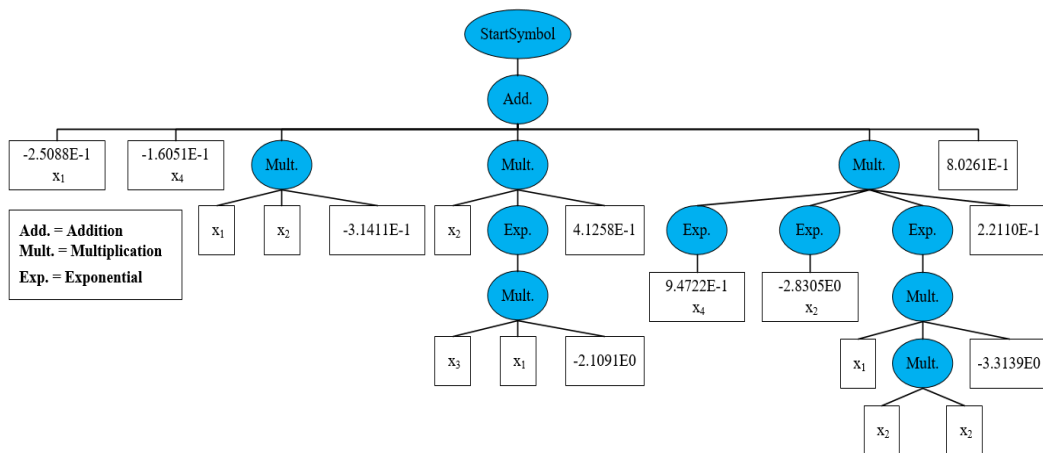 StartSymbol
Add.
-2.5088E-1
x₁
-1.6051E-1
x₄
Mult.
Mult.
Mult.
8.0261E-1
x₁
x₂
-3.1411E-1
x₂
Exp.
4.1258E-1
Exp.
Exp.
Exp.
2.2110E-1
Add. = Addition
Mult. = Multiplication
Exp. = Exponential
Mult.
9.4722E-1
x₄
-2.8305E0
x₂
Mult.
x₃
x₁
-2.1091E0
x₁
Mult.
-3.3139E0
x₂
x₂